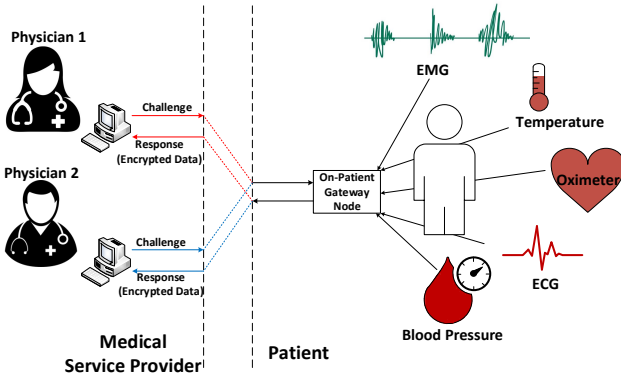 Physician 1
Challenge
Response
(Encrypted Data)
Physician 2
Challenge
Response
(Encrypted Data)
Medical
Service Provider
Patient
On-Patient
Gateway
Node
EMG
Temperature
Oximeter
ECG
Blood Pressure